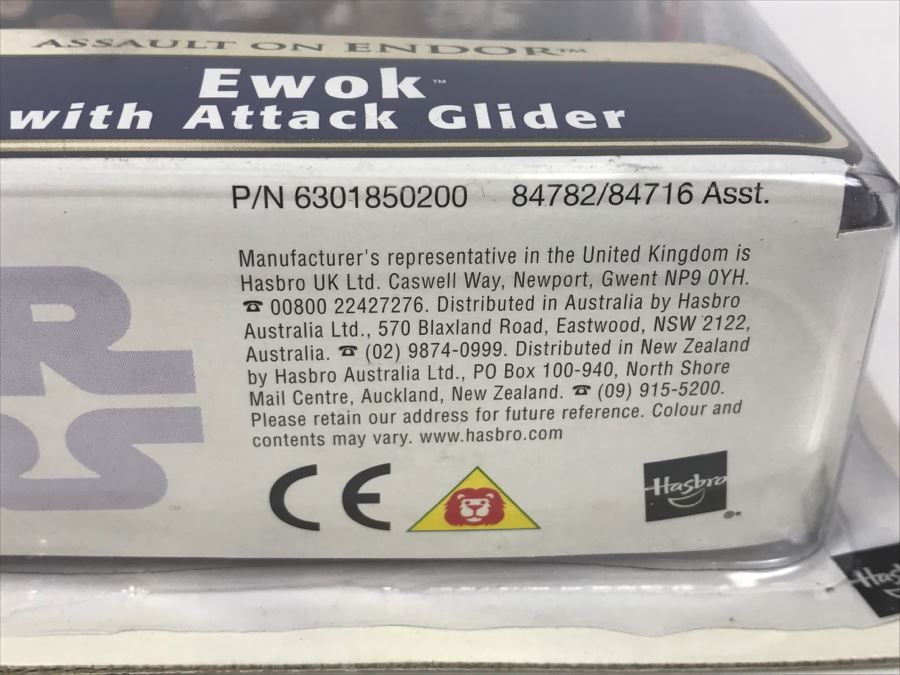 ASSAULT ON ENDOR™
Ewok™
with Attack Glider
P/N 6301850200 84782/84716 Asst.
Manufacturer's representative in the United Kingdom is
Hasbro UK Ltd. Caswell Way, Newport, Gwent NP9 0YH.
☎ 00800 22427276. Distributed in Australia by Hasbro
Australia Ltd., 570 Blaxland Road, Eastwood, NSW 2122,
Australia. ☎ (02) 9874-0999. Distributed in New Zealand
by Hasbro Australia Ltd., PO Box 100-940, North Shore
Mail Centre, Auckland, New Zealand. ☎ (09) 915-5200.
Please retain our address for future reference. Colour and
contents may vary. www.hasbro.com
R
RS
CE
Hasbro
®*
Hasb